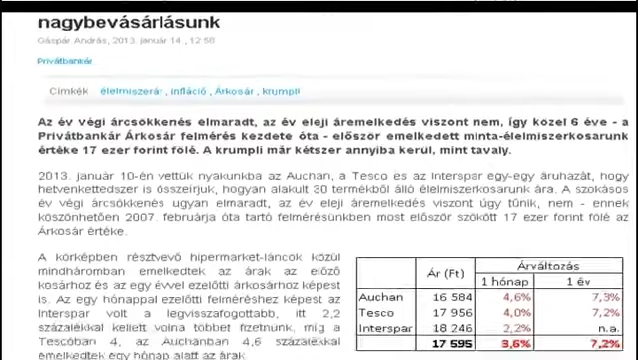 nagybevásárlásunk
Gáspár András, 2013. január 14., 12:58
Privátbankár
Címkék élelmiszerár, infláció, Árkosár, krumpli
Az év végi árcsökkenés elmaradt, az év eleji áremelkedés viszont nem, így közel 6 éve - a
Privátbankár Árkosár felmérés kezdete óta - először emelkedett minta-élelmiszerkosarunk
értéke 17 ezer forint fölé. A krumpli már kétszer annyiba kerül, mint tavaly.
2013. január 10-én vettük nyakunkba az Auchan, a Tesco és az Interspar egy-egy áruházát, hogy
hetvenkettedszer is összeírjuk, hogyan alakult 30 termékből álló élelmiszerkosarunk ára. A szokásos
év végi árcsökkenés ugyan elmaradt, az év eleji áremelkedés viszont úgy tűnik, nem - ennek
köszönhetően 2007. februárja óta tartó felmérésünkben most először szökött 17 ezer forint fölé az
Árkosár értéke.
A körképben résztvevő hipermarket-láncok közül
mindháromban emelkedtek az árak az előző
kosárhoz és az egy évvel ezelőtti árkosárhoz képest
is. Az egy hónappal ezelőtti felméréshez képest az
Interspar volt a legvisszafogottabb, itt 2,2
százalékkal kellett volna többet fizetnünk, míg a
Tescóban 4, az Auchanban 4,6 százalékkal
emelkedtek egy hónap alatt az árak
Ár (Ft) Árváltozás
1 hónap 1 év
Auchan 16 584 4,6% 7,3%
Tesco 17 956 4,0% 7,2%
Interspar 18 246 2,2% n.a.
17 595 3,6% 7,2%